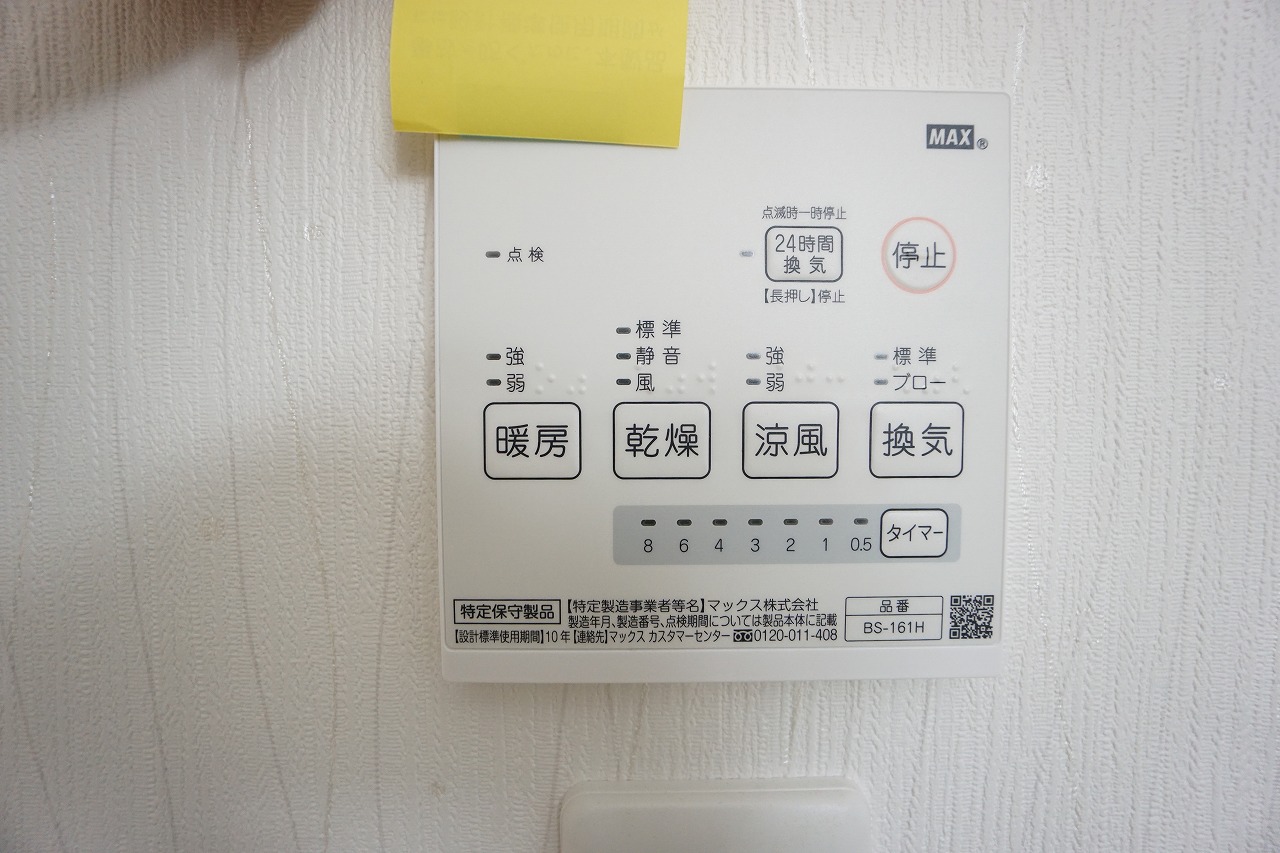 MAX®
点滅時一時停止
点検
24時間
換気
停止
【長押し】停止
標準
強
静音
強
標準
弱
風
弱
ブロー
暖房
乾燥
涼風
換気
8 6 4 3 2 1 0.5
タイマー
特定保守製品
【特定製造事業者等名】マックス株式会社
製造年月、製造番号、点検期間については製品本体に記載
【設計標準使用期間】10年【連絡先】マックス カスタマーセンター 0120-011-408
品番
BS-161H